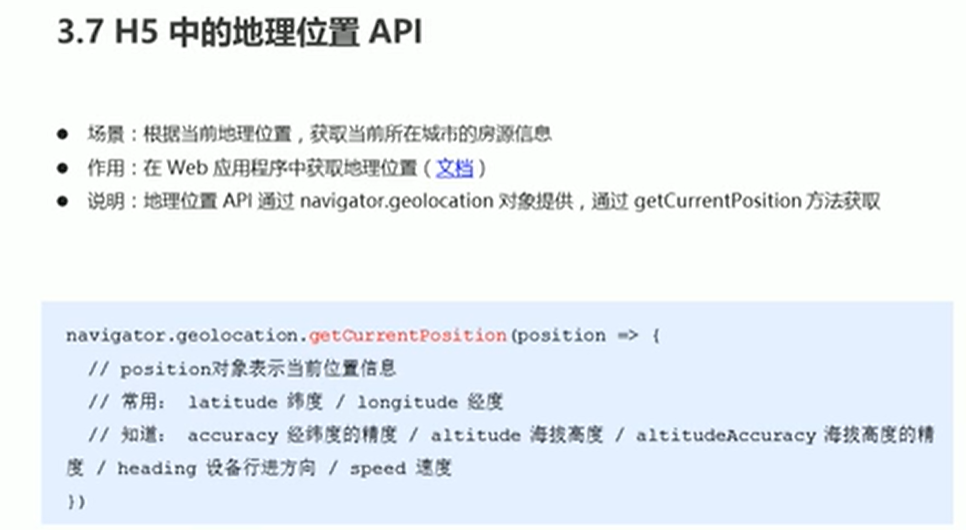 3.7 H5 中的地理位置 API
● 场景：根据当前地理位置，获取当前所在城市的房源信息
● 作用：在 Web 应用程序中获取地理位置（文档）
● 说明：地理位置 API 通过 navigator.geolocation 对象提供，通过 getCurrentPosition 方法获取
navigator.geolocation.getCurrentPosition(position => {
// position对象表示当前位置信息
// 常用： latitude 纬度 / longitude 经度
// 知道： accuracy 经纬度的精度 / altitude 海拔高度 / altitudeAccuracy 海拔高度的精
度 / heading 设备行进方向 / speed 速度
})